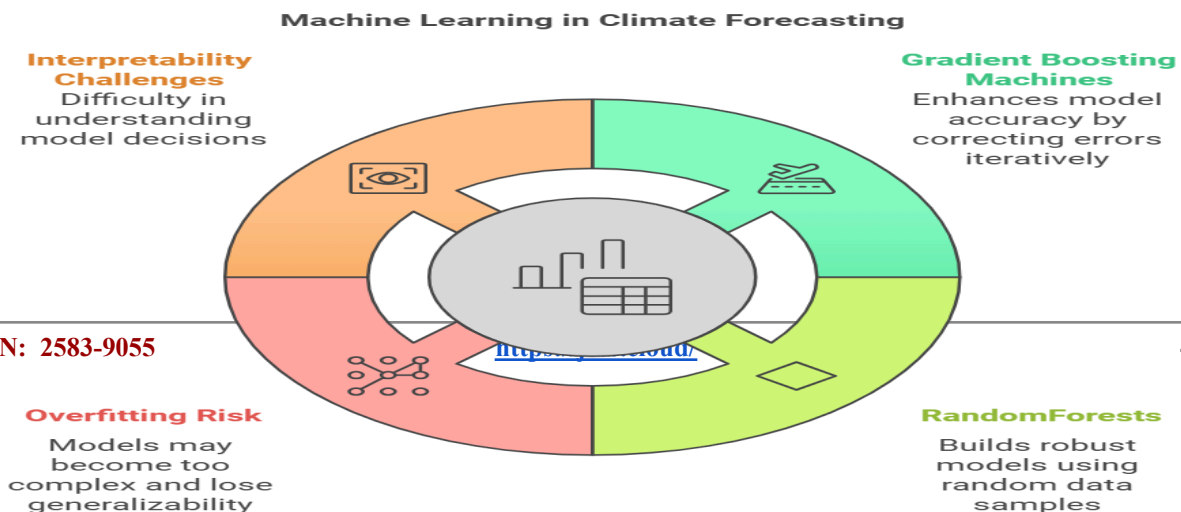 Machine Learning in Climate Forecasting
Interpretability
Challenges
Difficulty in
understanding
model decisions
Gradient Boosting
Machines
Enhances model
accuracy by
correcting errors
iteratively
N: 2583-9055
Overfitting Risk
Models may
become too
complex and lose
generalizability
RandomForests
Builds robust
models using
random data
samples